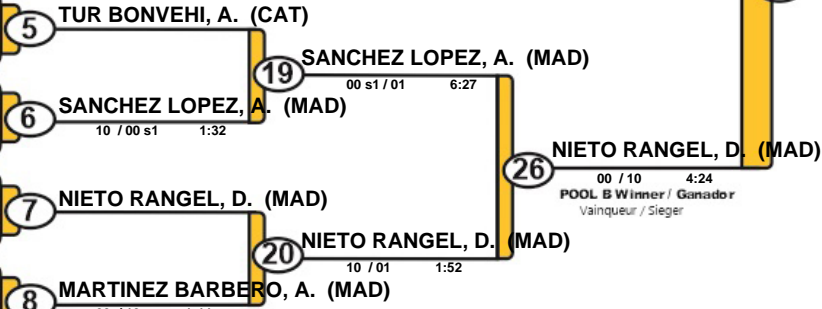 5 TUR BONVEHI, A. (CAT)
19 SANCHEZ LOPEZ, A. (MAD)
00 s1 / 01 6:27
6 SANCHEZ LOPEZ, A. (MAD)
10 / 00 s1 1:32
26 NIETO RANGEL, D. (MAD)
00 / 10 4:24
POOL B Winner / Ganador
Vainqueur / Sieger
7 NIETO RANGEL, D. (MAD)
20 NIETO RANGEL, D. (MAD)
10 / 01 1:52
8 MARTINEZ BARBERO, A. (MAD)